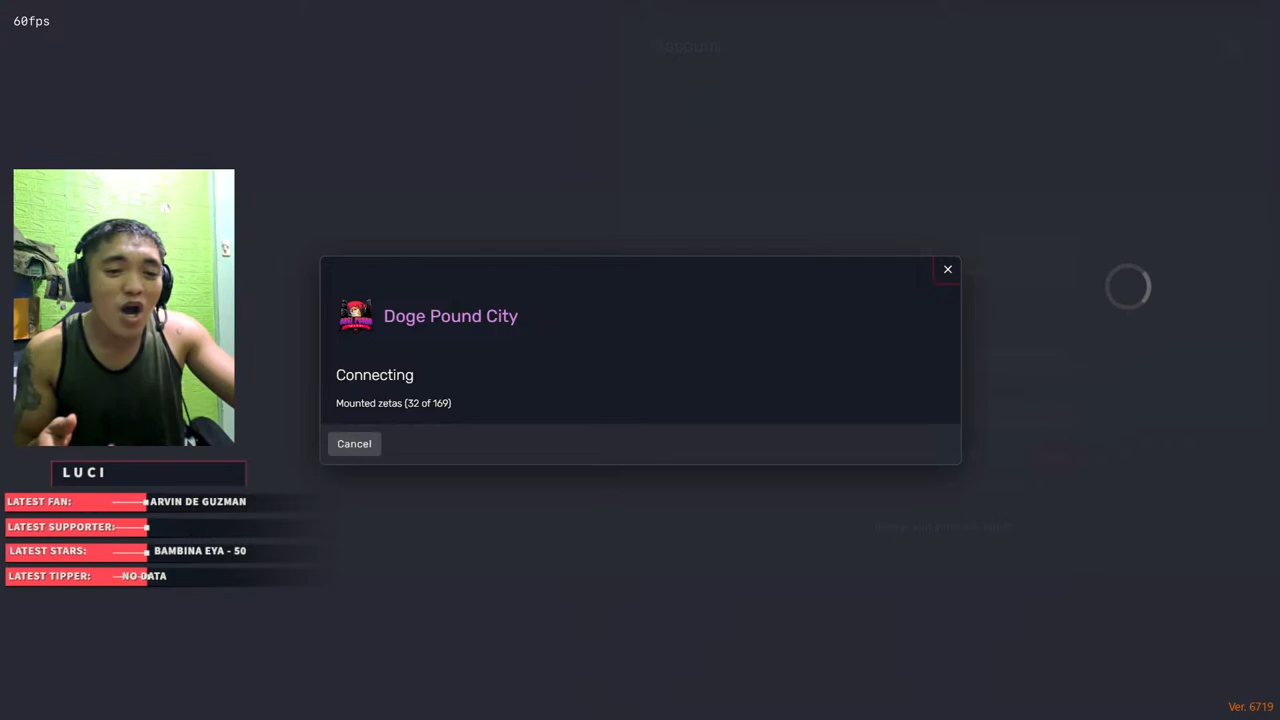 60fps
Account
Doge Pound City
Connecting
Mounted zetas (32 of 169)
Cancel
LUCI
LATEST FAN: ARVIN DE GUZMAN
LATEST SUPPORTER:
LATEST STARS: BAMBINA EYA - 50
LATEST TIPPER: NO DATA
Ver. 6719